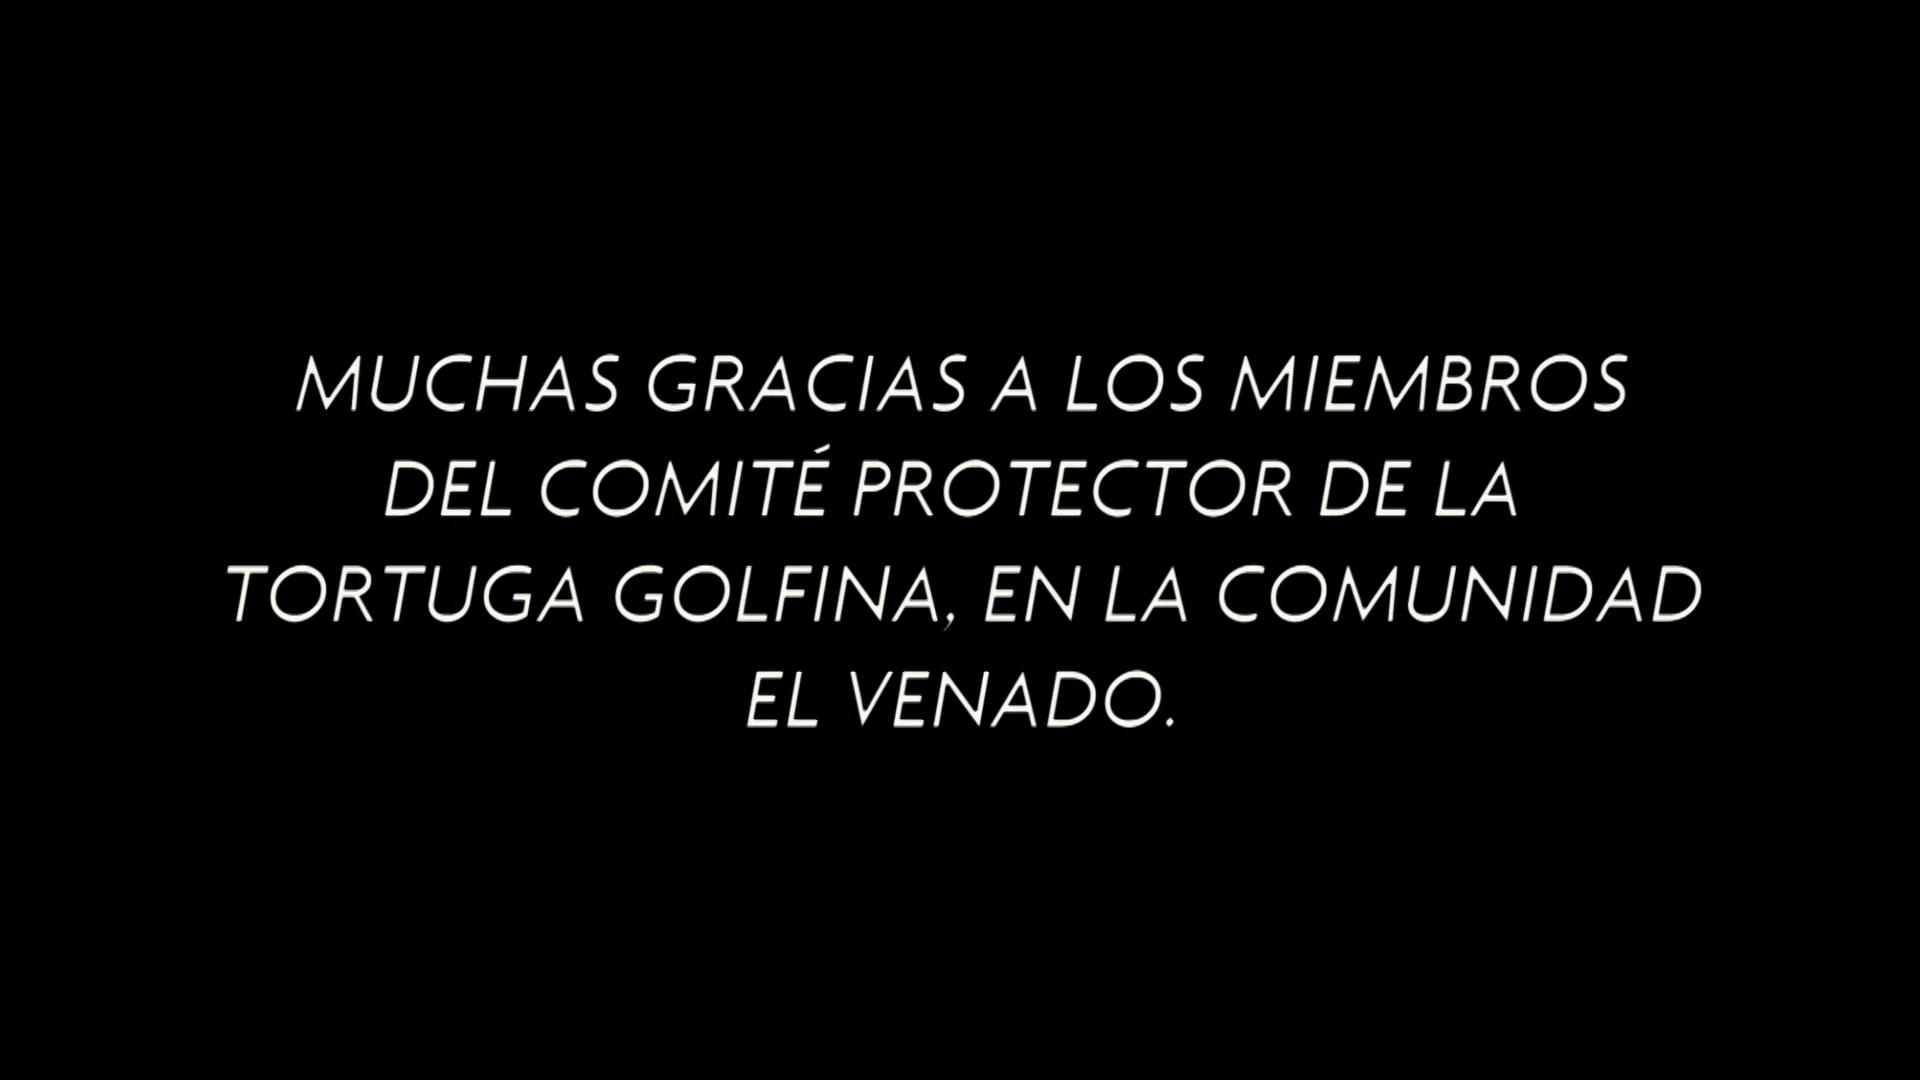 MUCHAS GRACIAS A LOS MIEMBROS
DEL COMITÉ PROTECTOR DE LA
TORTUGA GOLFINA, EN LA COMUNIDAD
EL VENADO.